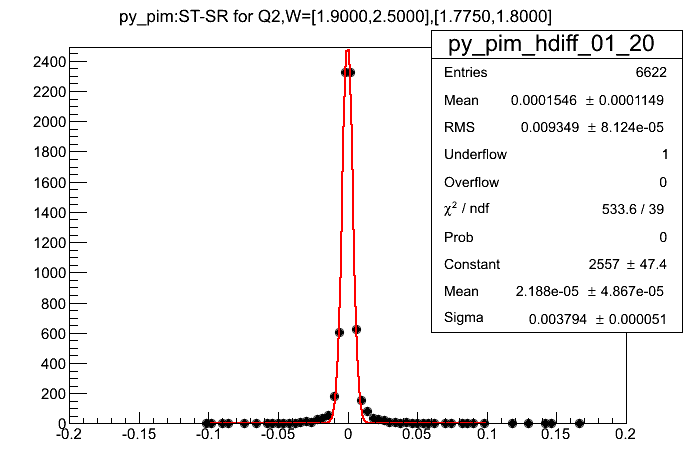 py_pim:ST-SR for Q2,W=[1.9000,2.5000],[1.7750,1.8000]
py_pim_hdiff_01_20
Entries 6622
Mean 0.0001546 ± 0.0001149
RMS 0.009349 ± 8.124e-05
Underflow 1
Overflow 0
χ² / ndf 533.6 / 39
Prob 0
Constant 2557 ± 47.4
Mean 2.188e-05 ± 4.867e-05
Sigma 0.003794 ± 0.000051
2400
2200
2000
1800
1600
1400
1200
1000
800
600
400
200
0
-0.2 -0.15 -0.1 -0.05 0 0.05 0.1 0.15 0.2